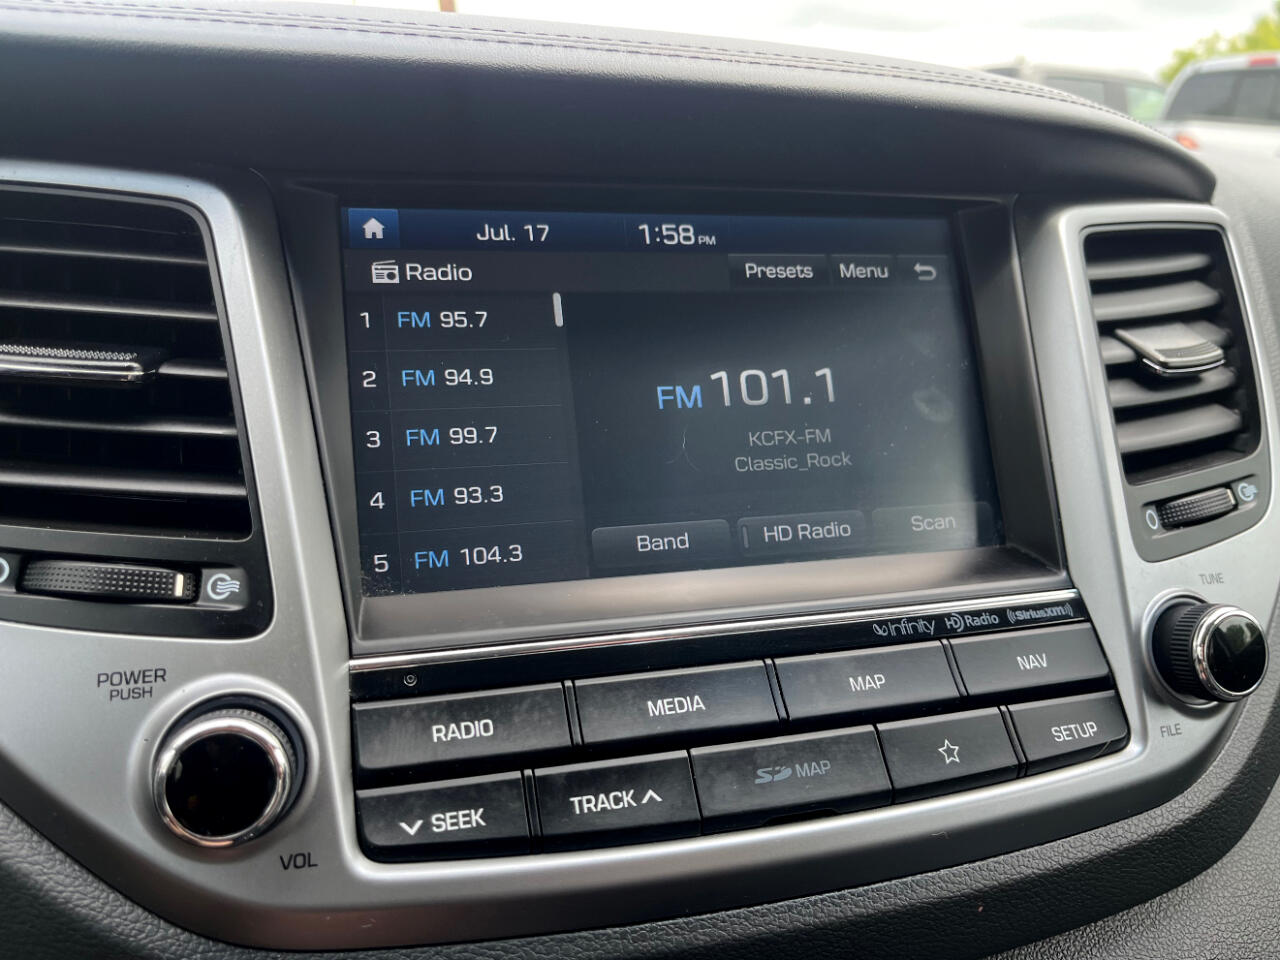 Jul. 17 1:58 PM
Radio Presets Menu
1 FM 95.7
2 FM 94.9
3 FM 99.7
4 FM 93.3
5 FM 104.3
FM 101.1
KCFX-FM
Classic_Rock
Band HD Radio Scan
Infinity HD Radio SiriusXM
POWER
PUSH
VOL
RADIO MEDIA MAP NAV
SEEK TRACK SD MAP SETUP
TUNE
FILE